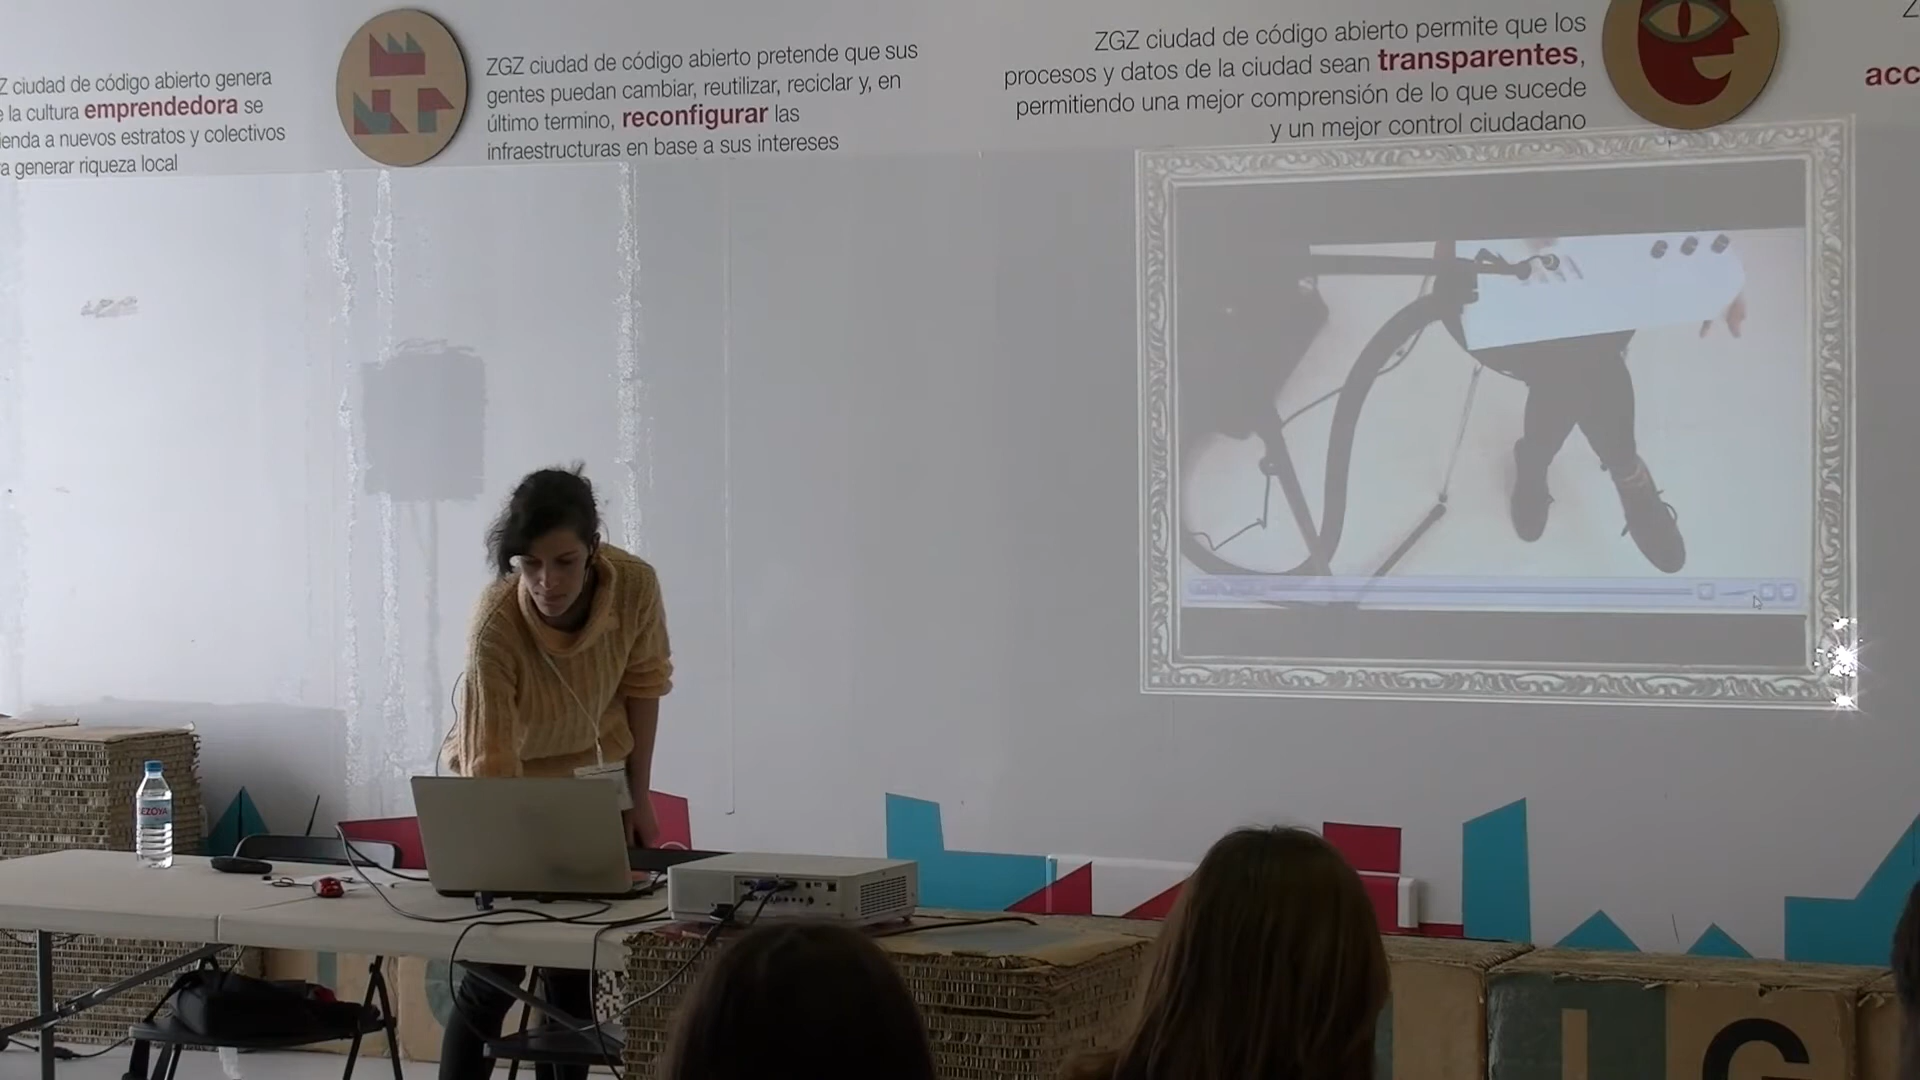 Z ciudad de código abierto genera
e la cultura emprendedora se
ienda a nuevos estratos y colectivos
a generar riqueza local
ZGZ ciudad de código abierto pretende que sus
gentes puedan cambiar, reutilizar, reciclar y, en
último termino, reconfigurar las
infraestructuras en base a sus intereses
ZGZ ciudad de código abierto permite que los
procesos y datos de la ciudad sean transparentes,
permitiendo una mejor comprensión de lo que sucede
y un mejor control ciudadano
Z
acc
EZOYA
G